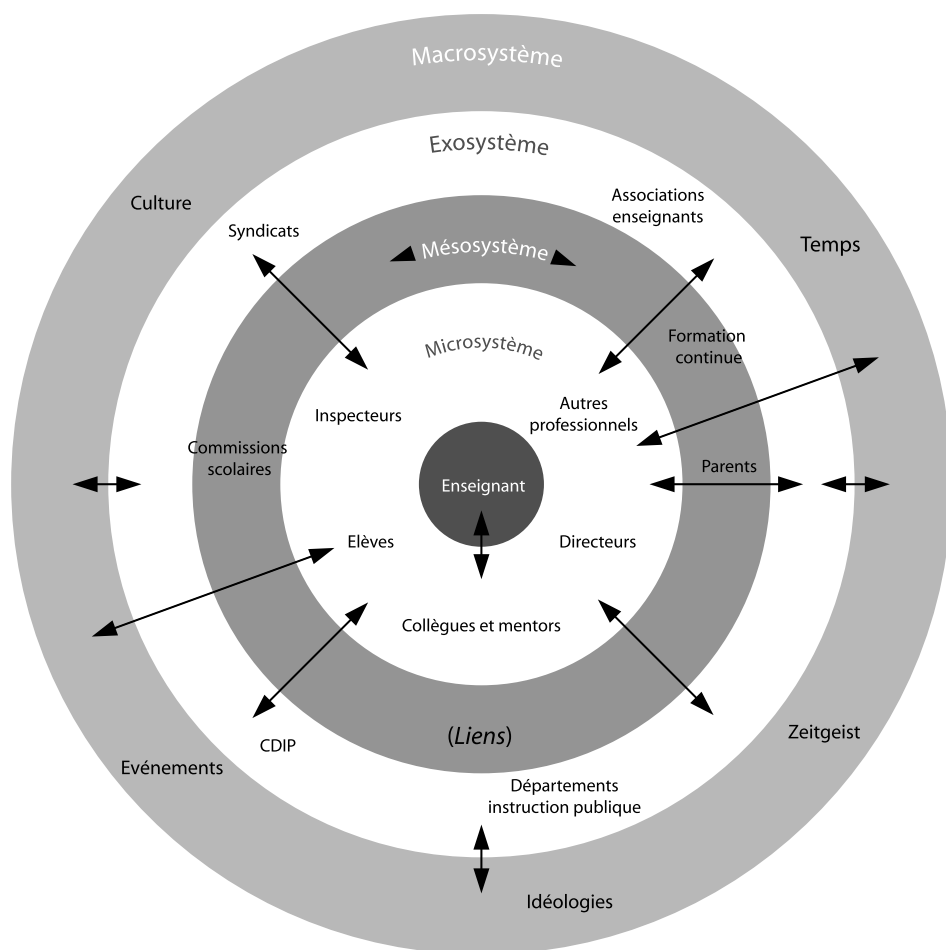 Macrosystème
Exosystème
Culture
Associations
enseignants
Syndicats
Temps
Mésosystème
Formation
continue
Microsystème
Inspecteurs
Autres
professionnels
Commissions
scolaires
Parents
Enseignant
Elèves
Directeurs
Collègues et mentors
Zeitgeist
(Liens)
CDIP
Evénements
Départements
instruction publique
Idéologies